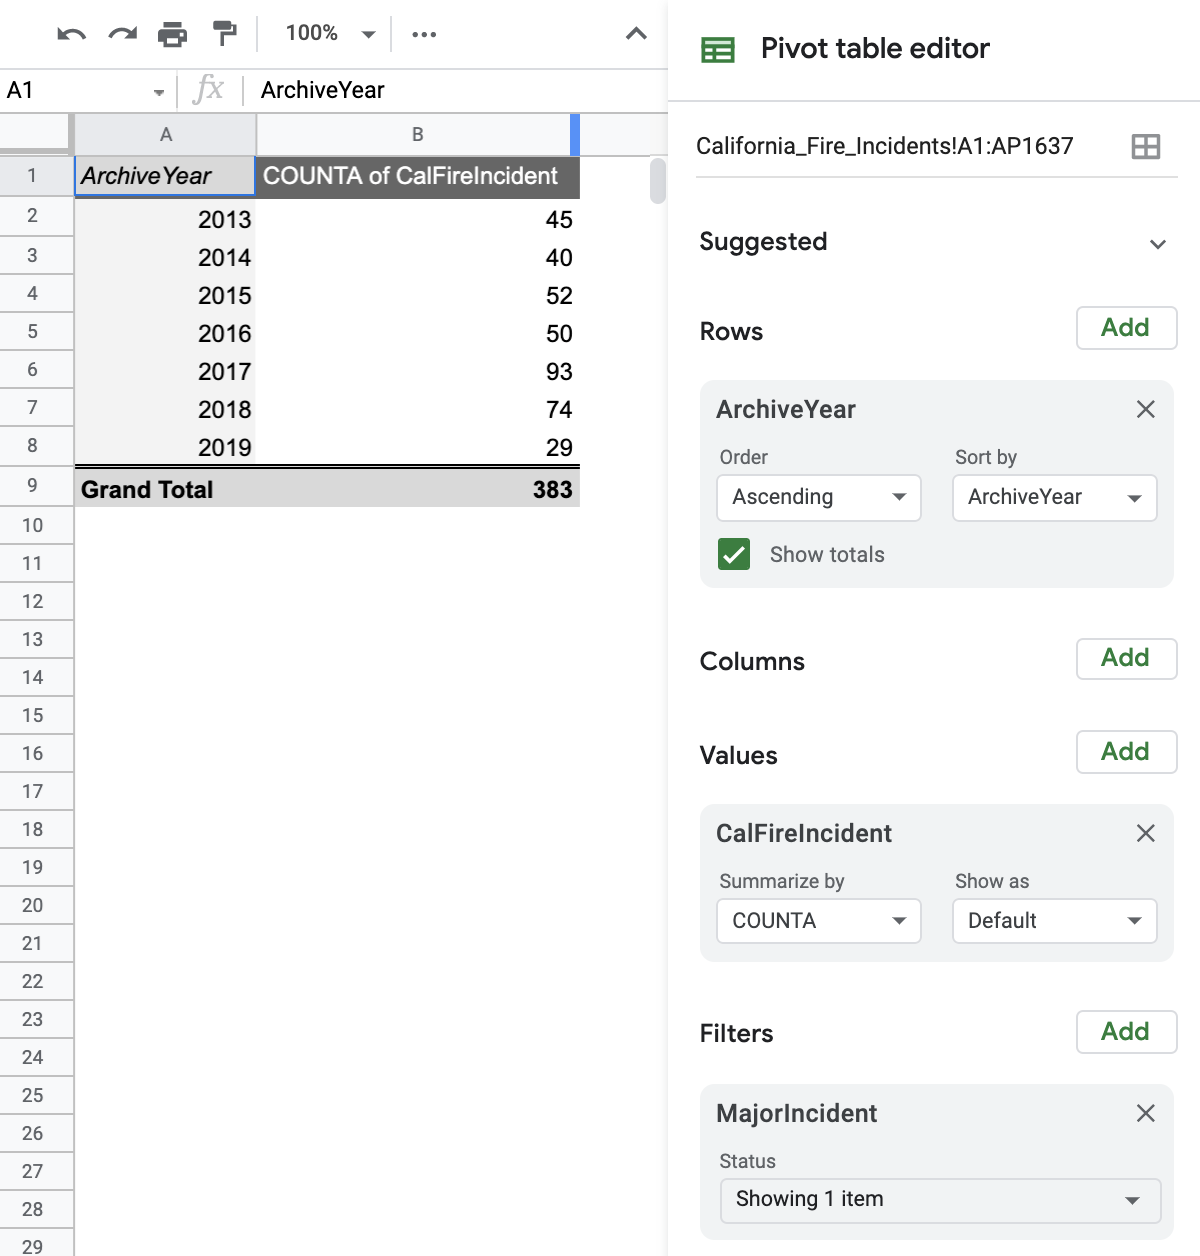 100%
A1
fx
ArchiveYear
A
B
1
ArchiveYear
COUNTA of CalFireIncident
2
2013
45
3
2014
40
4
2015
52
5
2016
50
6
2017
93
7
2018
74
8
2019
29
9
Grand Total
383
10
11
12
13
14
15
16
17
18
19
20
21
22
23
24
25
26
27
28
29
Pivot table editor
California_Fire_Incidents!A1:AP1637
Suggested
Rows
Add
ArchiveYear
Order
Sort by
Ascending
ArchiveYear
Show totals
Columns
Add
Values
Add
CalFireIncident
Summarize by
Show as
COUNTA
Default
Filters
Add
MajorIncident
Status
Showing 1 item